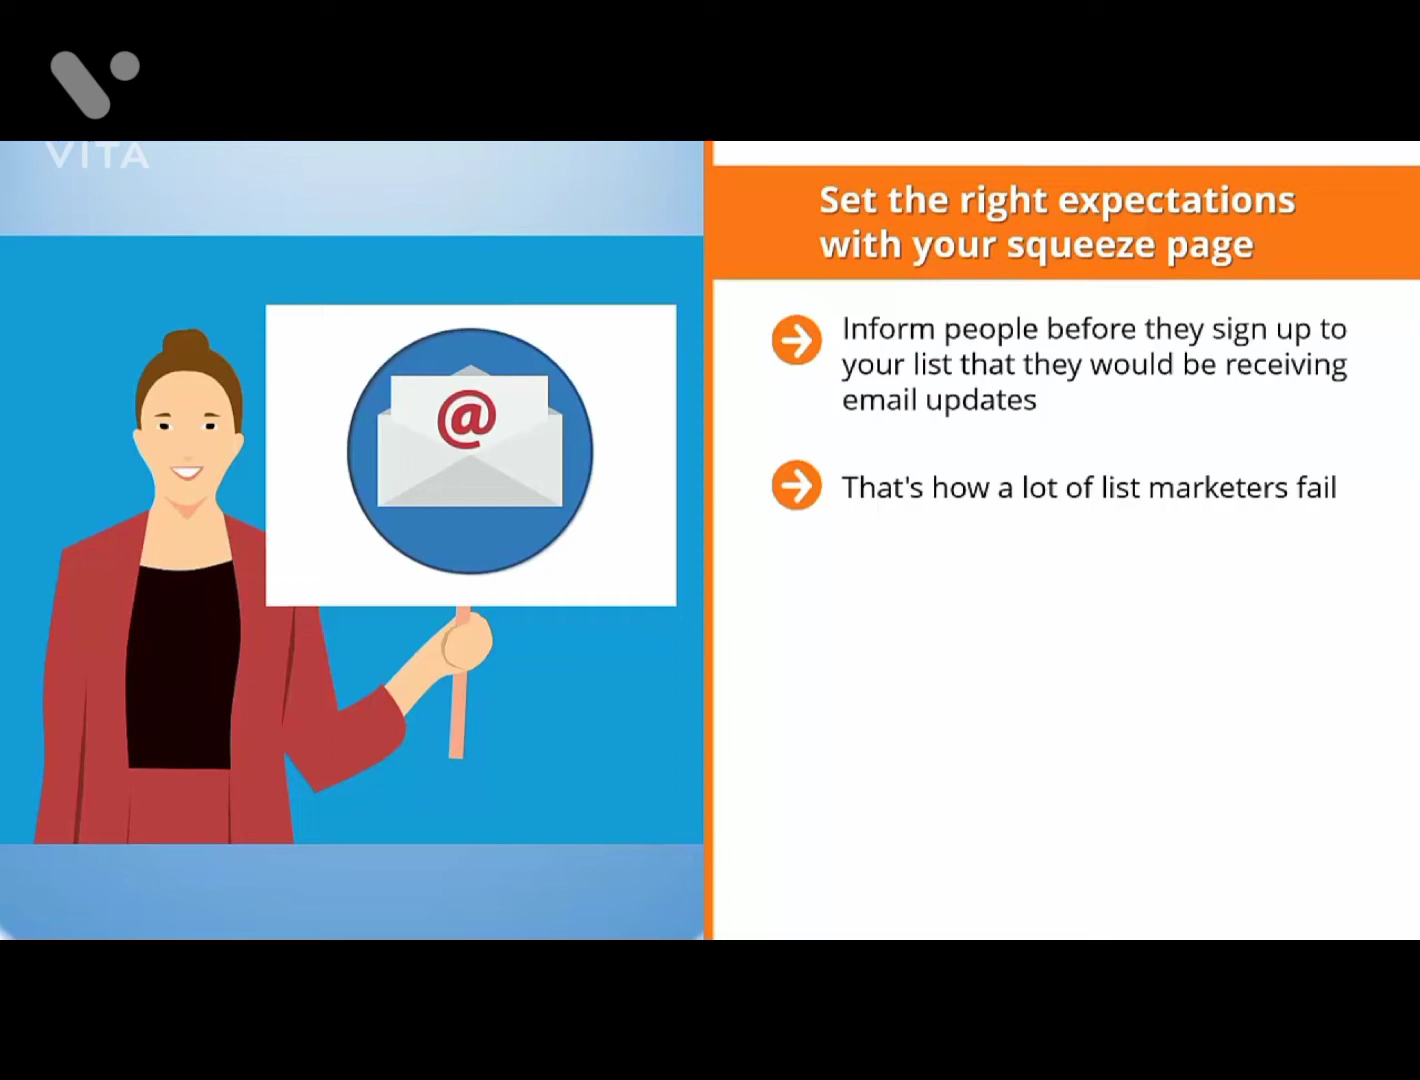 VITA
Set the right expectations
with your squeeze page
Inform people before they sign up to
your list that they would be receiving
email updates
That's how a lot of list marketers fail
@